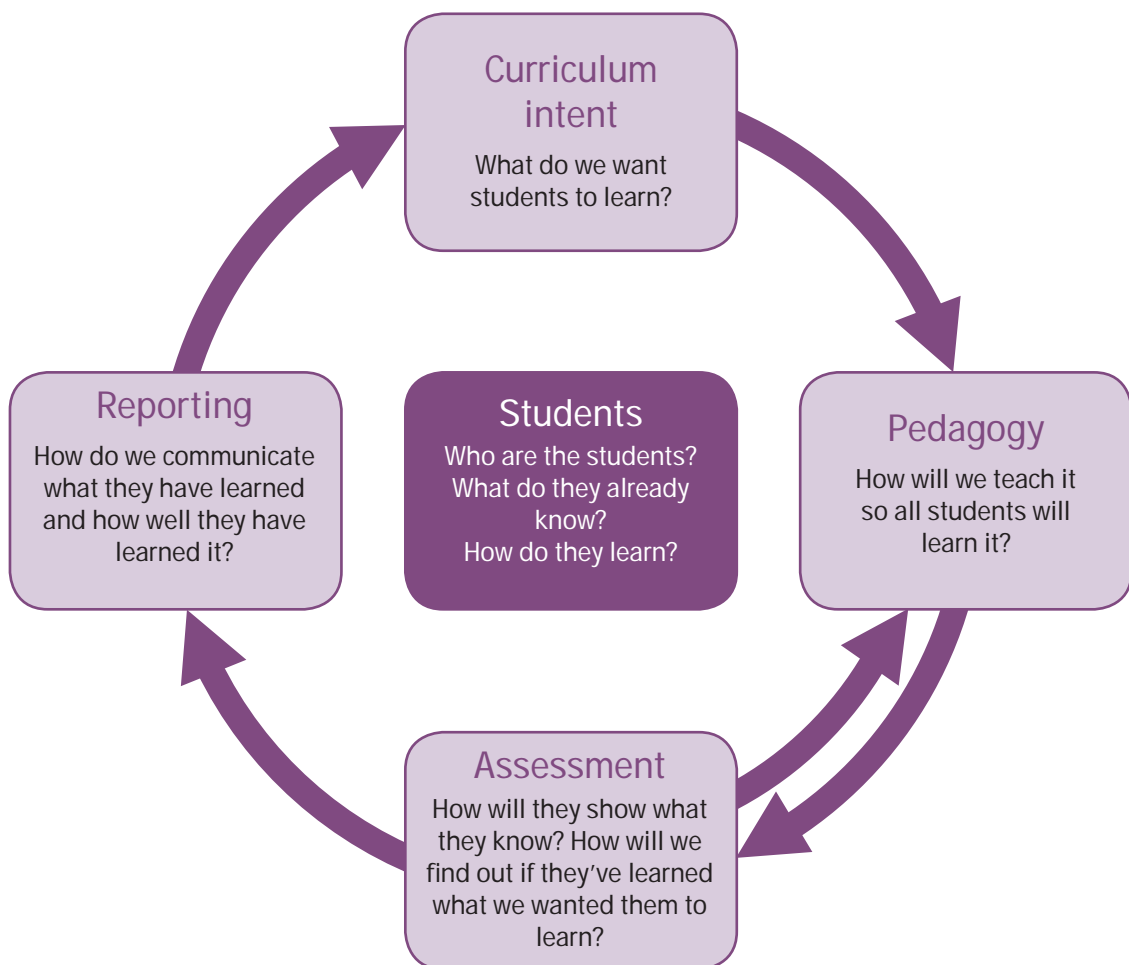 Curriculum
intent
What do we want
students to learn?
Reporting
How do we communicate
what they have learned
and how well they have
learned it?
Students
Who are the students?
What do they already
know?
How do they learn?
Pedagogy
How will we teach it
so all students will
learn it?
Assessment
How will they show what
they know? How will we
find out if they’ve learned
what we wanted them to
learn?